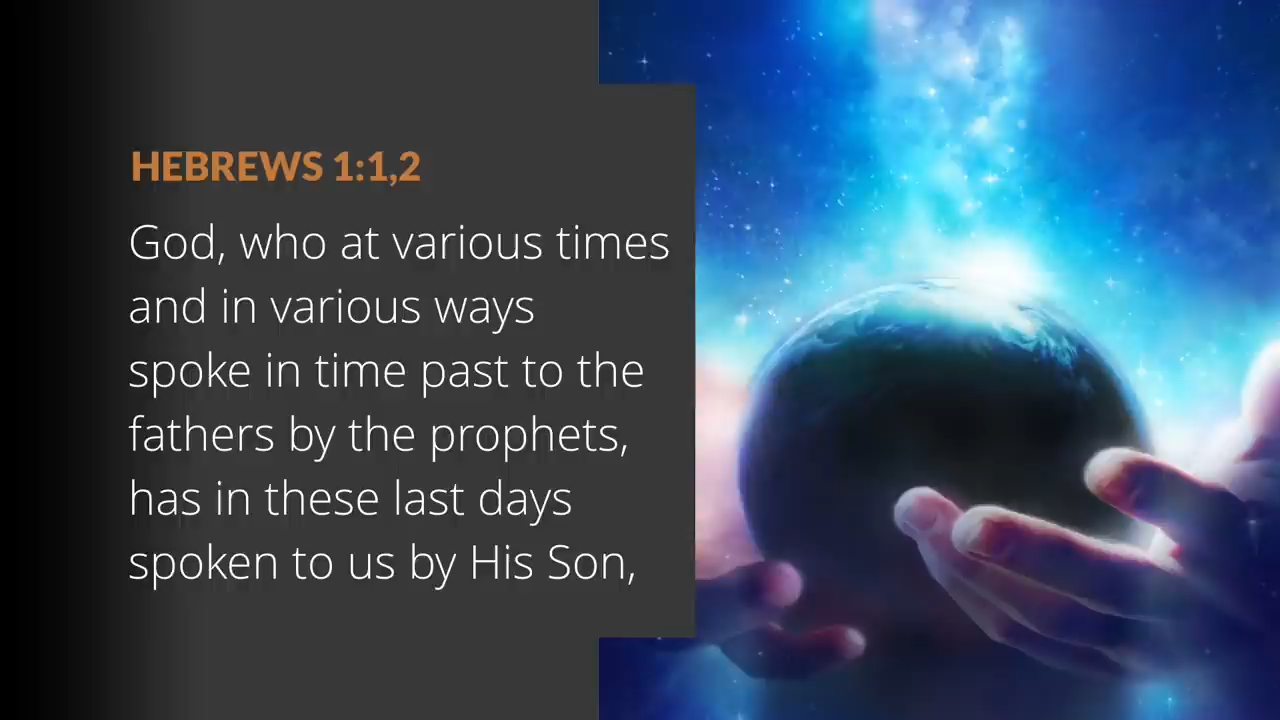 HEBREWS 1:1,2
God, who at various times
and in various ways
spoke in time past to the
fathers by the prophets,
has in these last days
spoken to us by His Son,